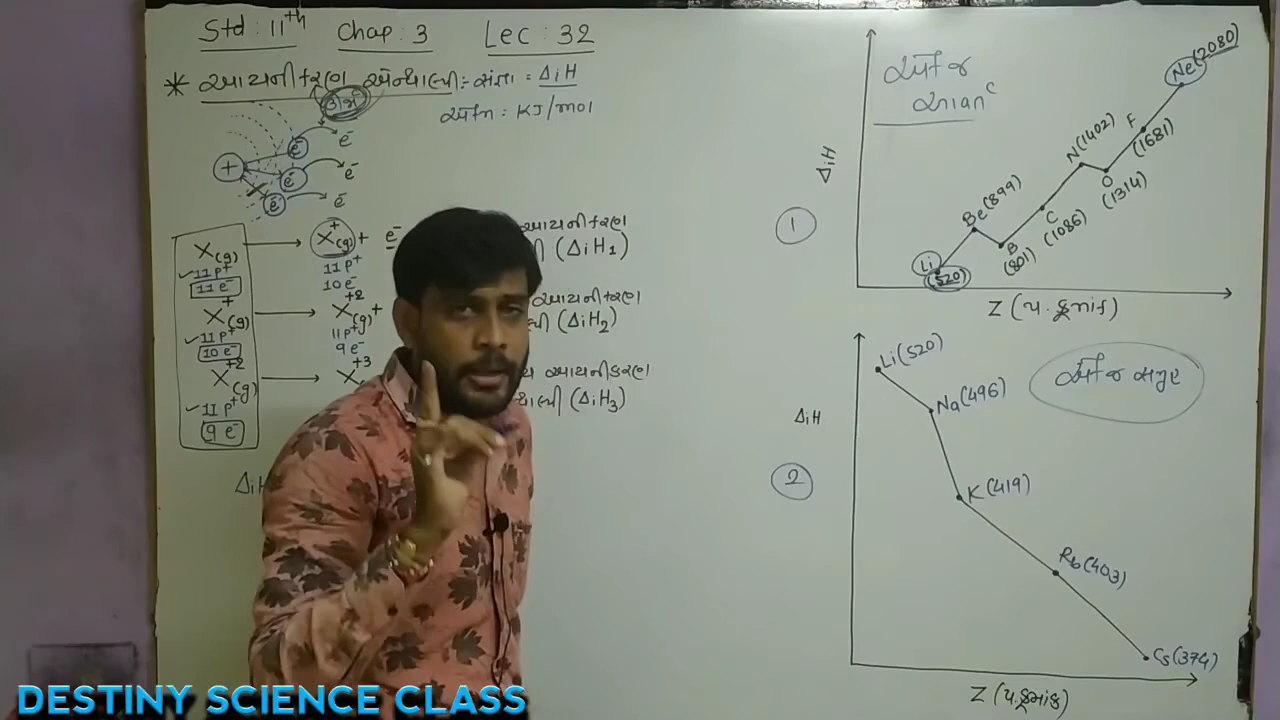 Std : 11th Chap : 3 Lec : 32
* આયનીકરણ એન્થાલ્પી :- સંજ્ઞા = ΔiH
એકમ : KJ/mol
ઊર્જા
+ e⁻ e⁻
e⁻ e⁻
e⁻ e⁻
X(g) → X⁺(g) + e⁻ આયનીકરણ
(ΔiH1)
11 p⁺ 11 p⁺
11 e⁻ 10 e⁻
X⁺(g) → X⁺²(g) + આયનીકરણ
(ΔiH2)
11 p⁺ 11 p⁺
10 e⁻ 9 e⁻
X⁺²(g) → X⁺³ આયનીકરણ
(ΔiH3)
11 p⁺
9 e⁻
ΔiH
1
ΔiH
Li (520)
Be (899)
B (801)
C (1086)
N (1402)
O (1314)
F (1681)
Ne (2080)
Z (પ.ક્રમાંક)
2
ΔiH
Li (520)
Na (496)
K (419)
Rb (403)
Cs (374)
સમૂહ
Z (પ.ક્રમાંક)
DESTINY SCIENCE CLASS